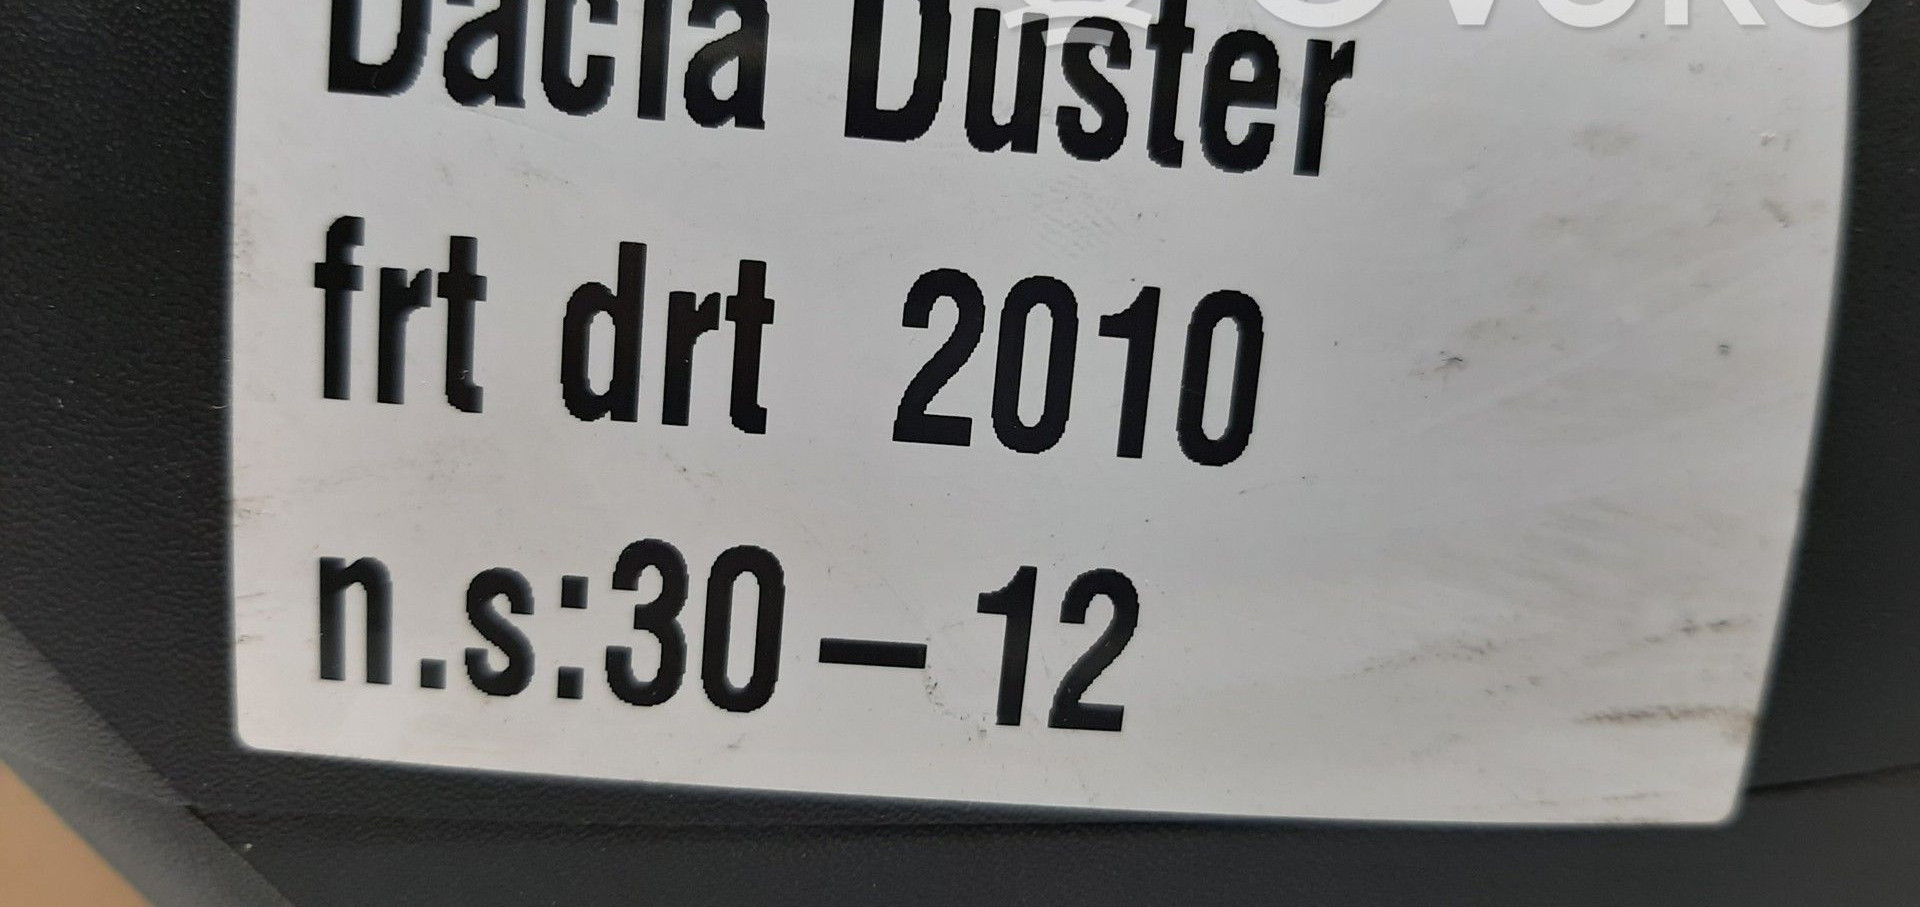 Dacia Duster
frt drt 2010
n.s:30-12